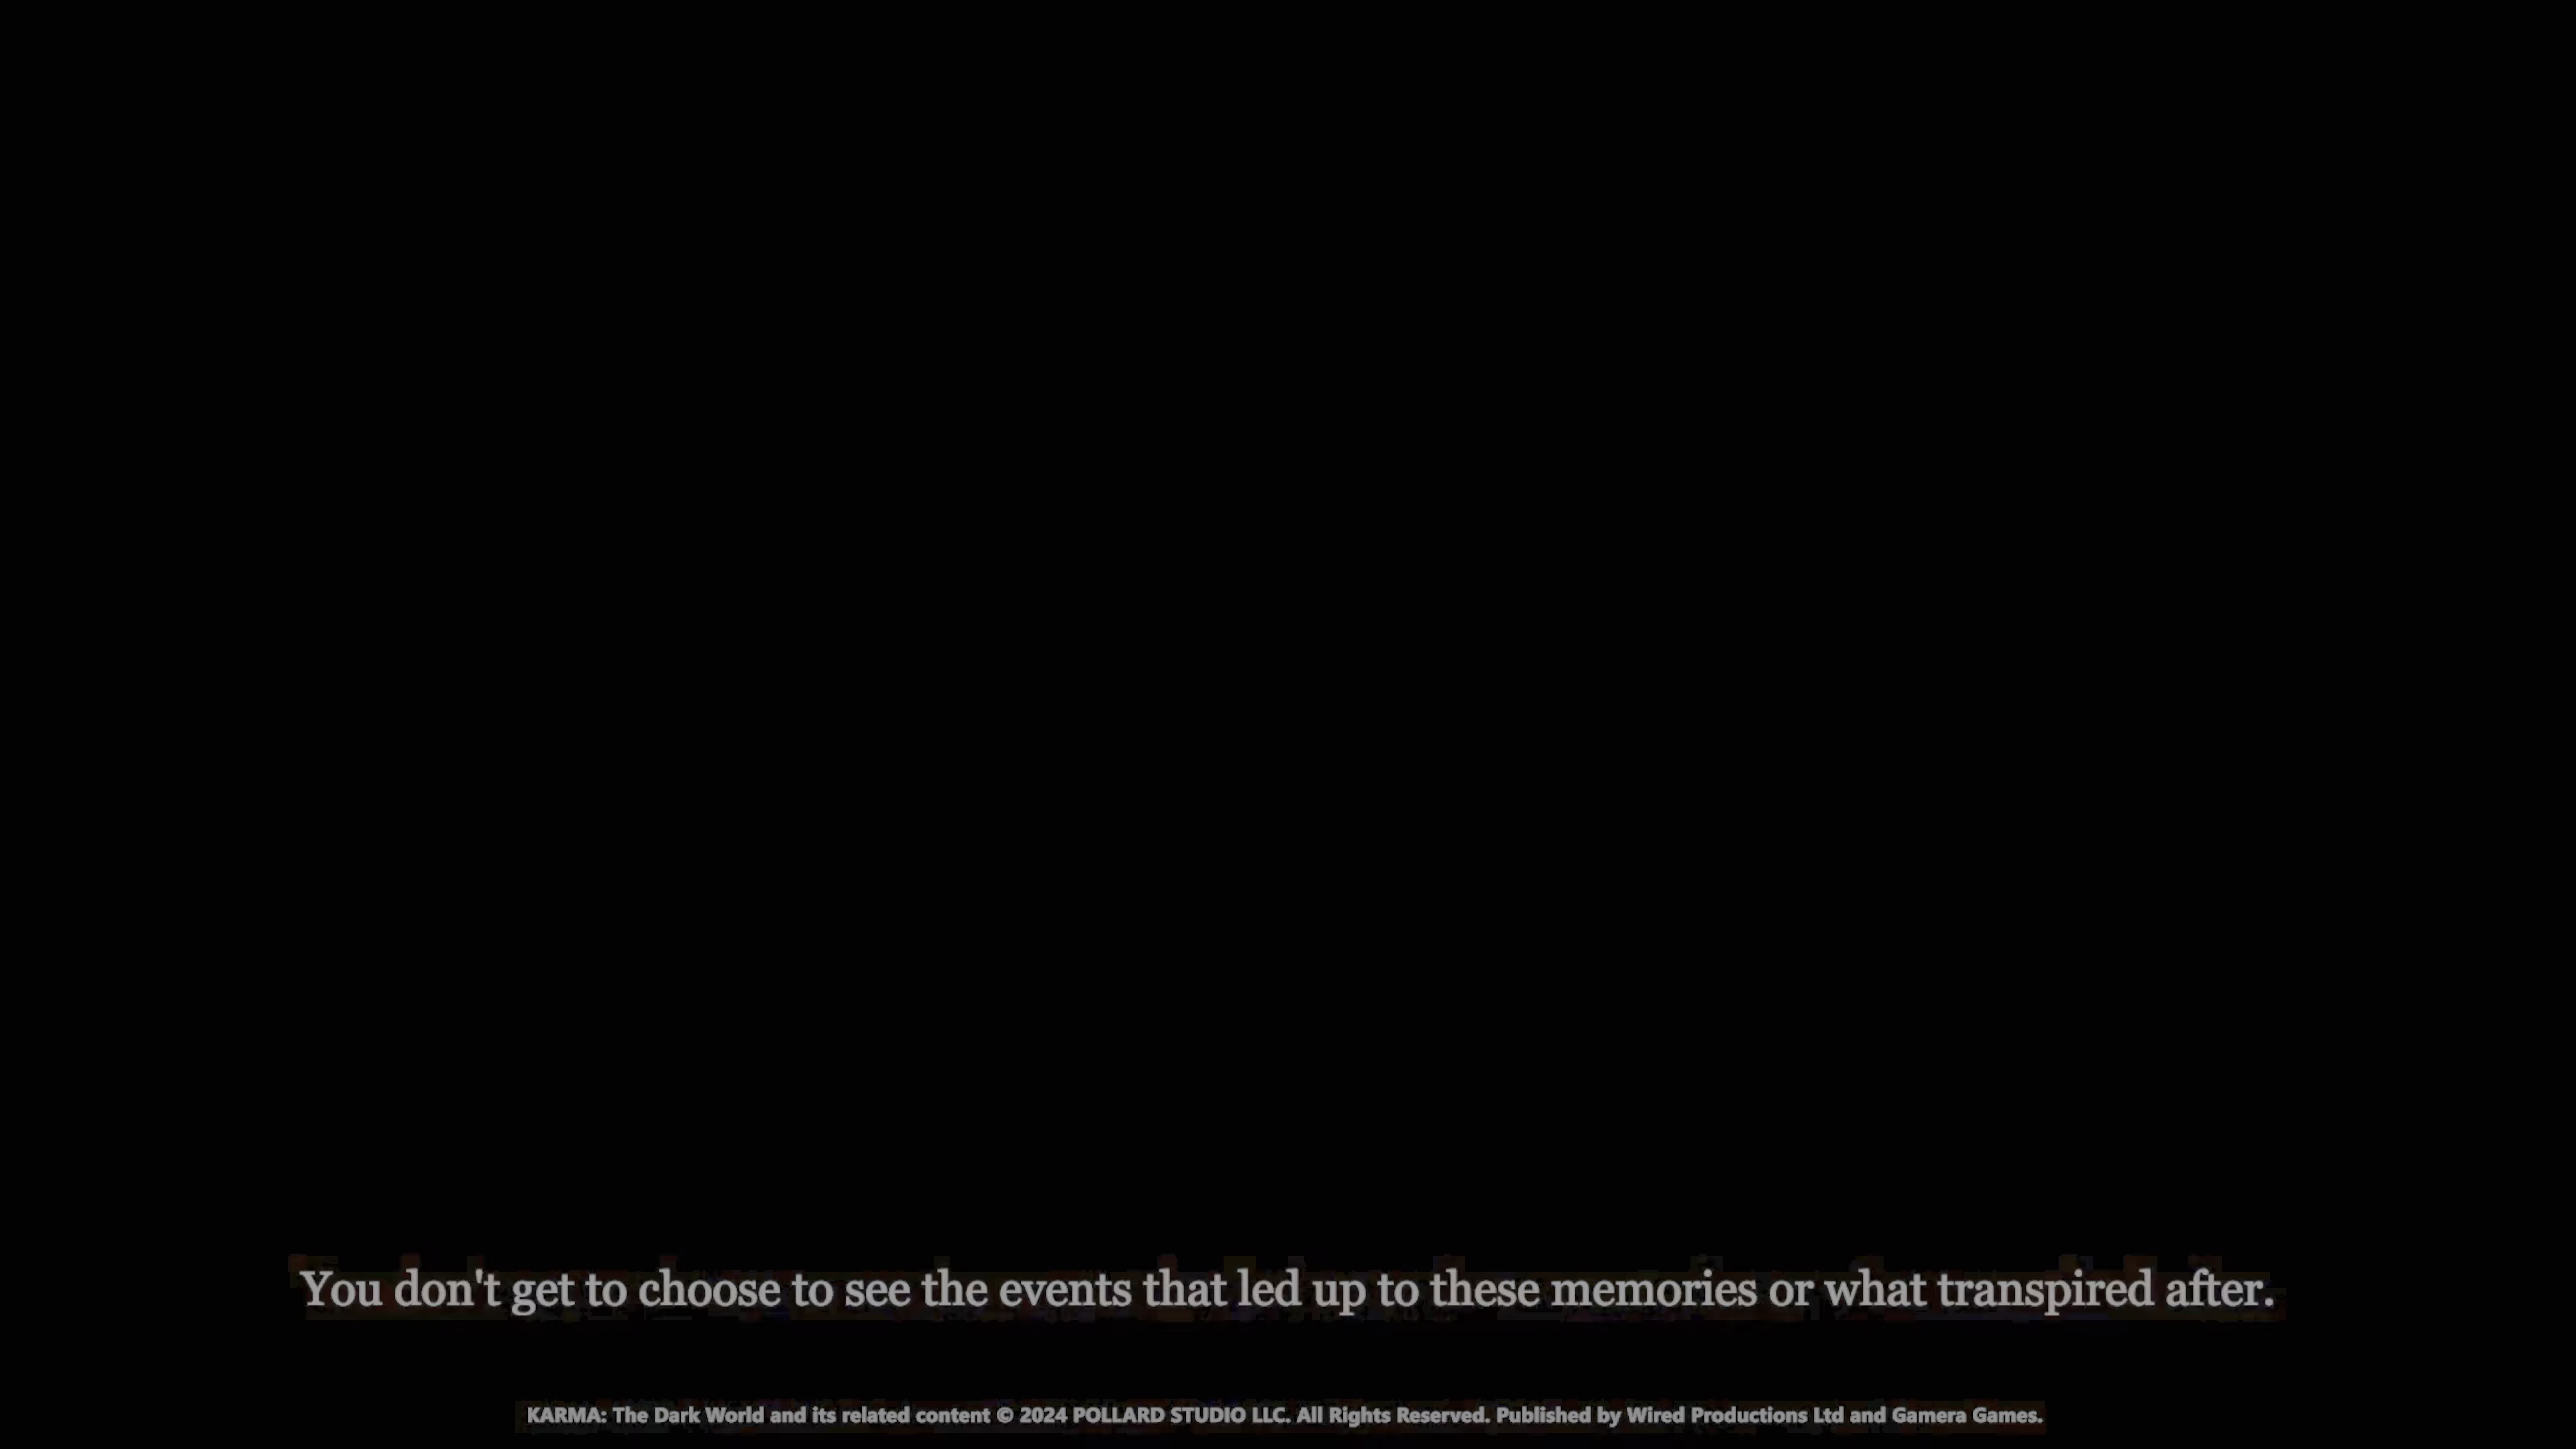 You don't get to choose to see the events that led up to these memories or what transpired after.
KARMA: The Dark World and its related content © 2024 POLLARD STUDIO LLC. All Rights Reserved. Published by Wired Productions Ltd and Gamera Games.